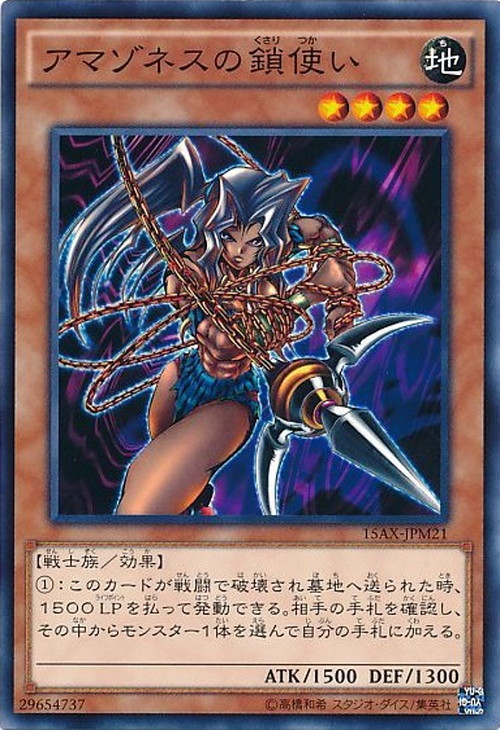 アマゾネスの鎖使い
地
15AX-JPM21
【戦士族／効果】
①：このカードが戦闘で破壊され墓地へ送られた時、
1500LPを払って発動できる。相手の手札を確認し、
その中からモンスター1体を選んで自分の手札に加える。
ATK/1500 DEF/1300
29654737
©高橋和希 スタジオ・ダイス/集英社